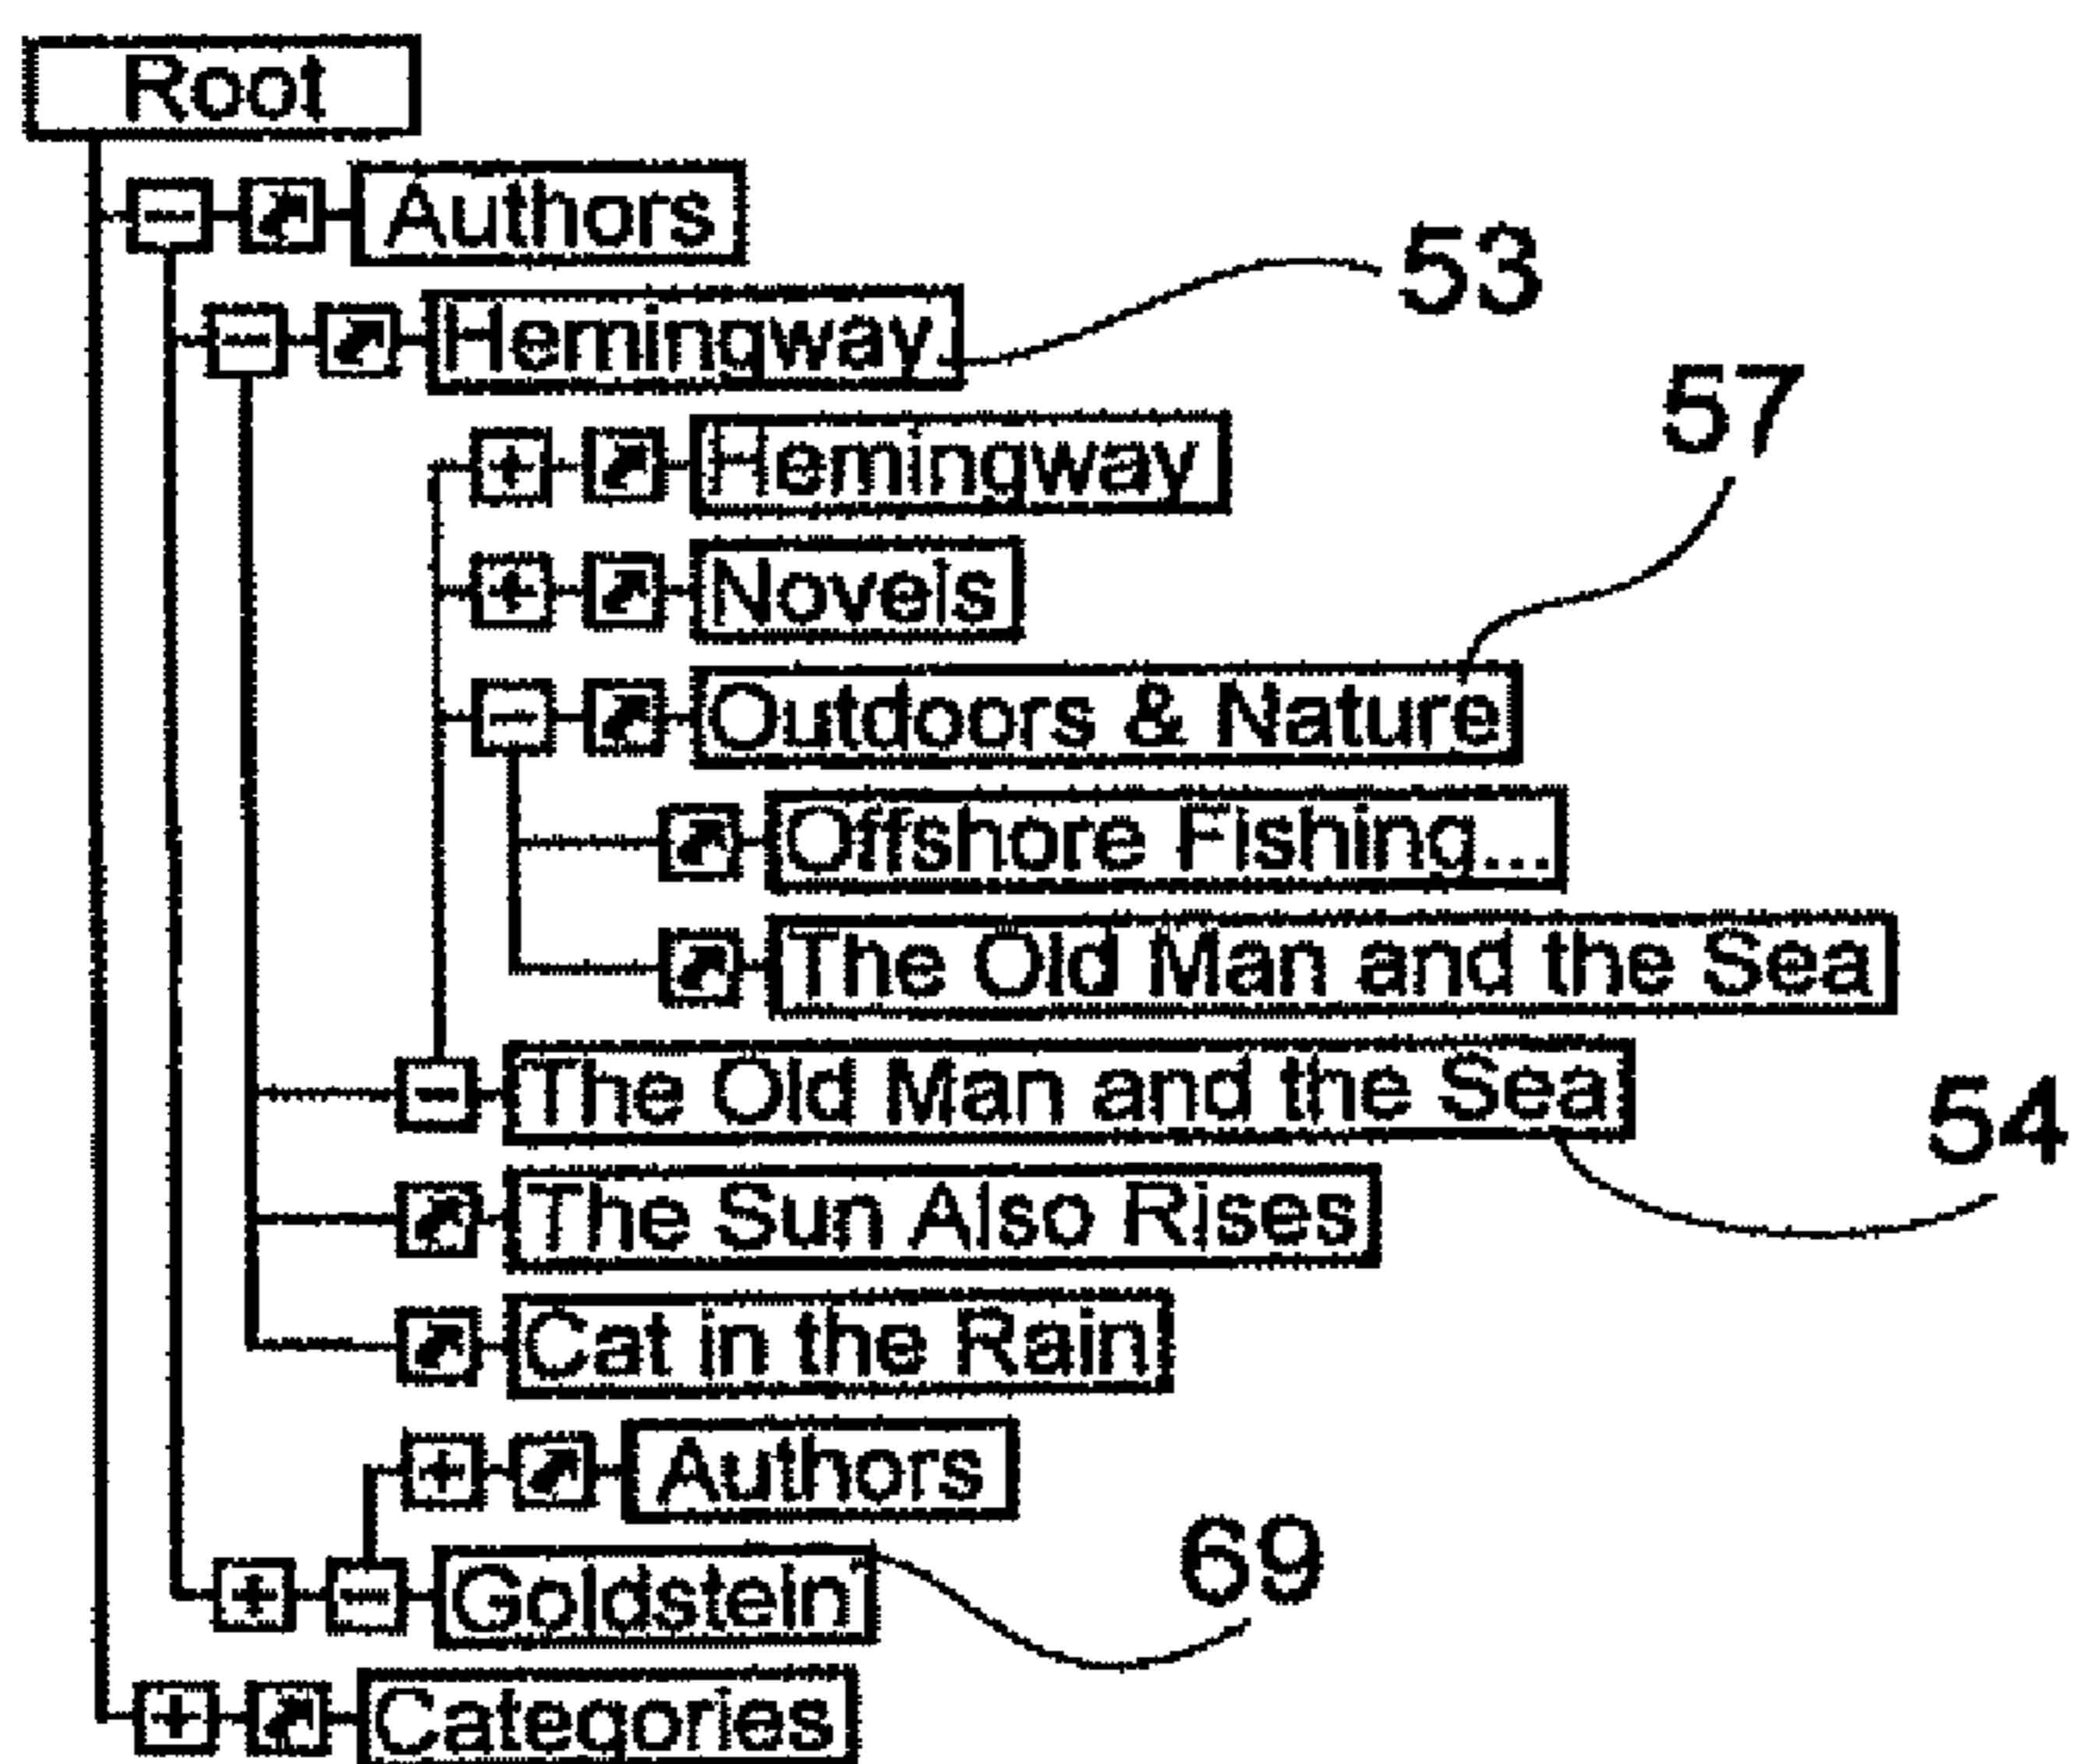 Root
Authors
53
Hemingway
57
Hemingway
Novels
Outdoors & Nature
Offshore Fishing...
The Old Man and the Sea
The Old Man and the Sea
54
The Sun Also Rises
Cat in the Rain
Authors
69
Goldstein
Categories